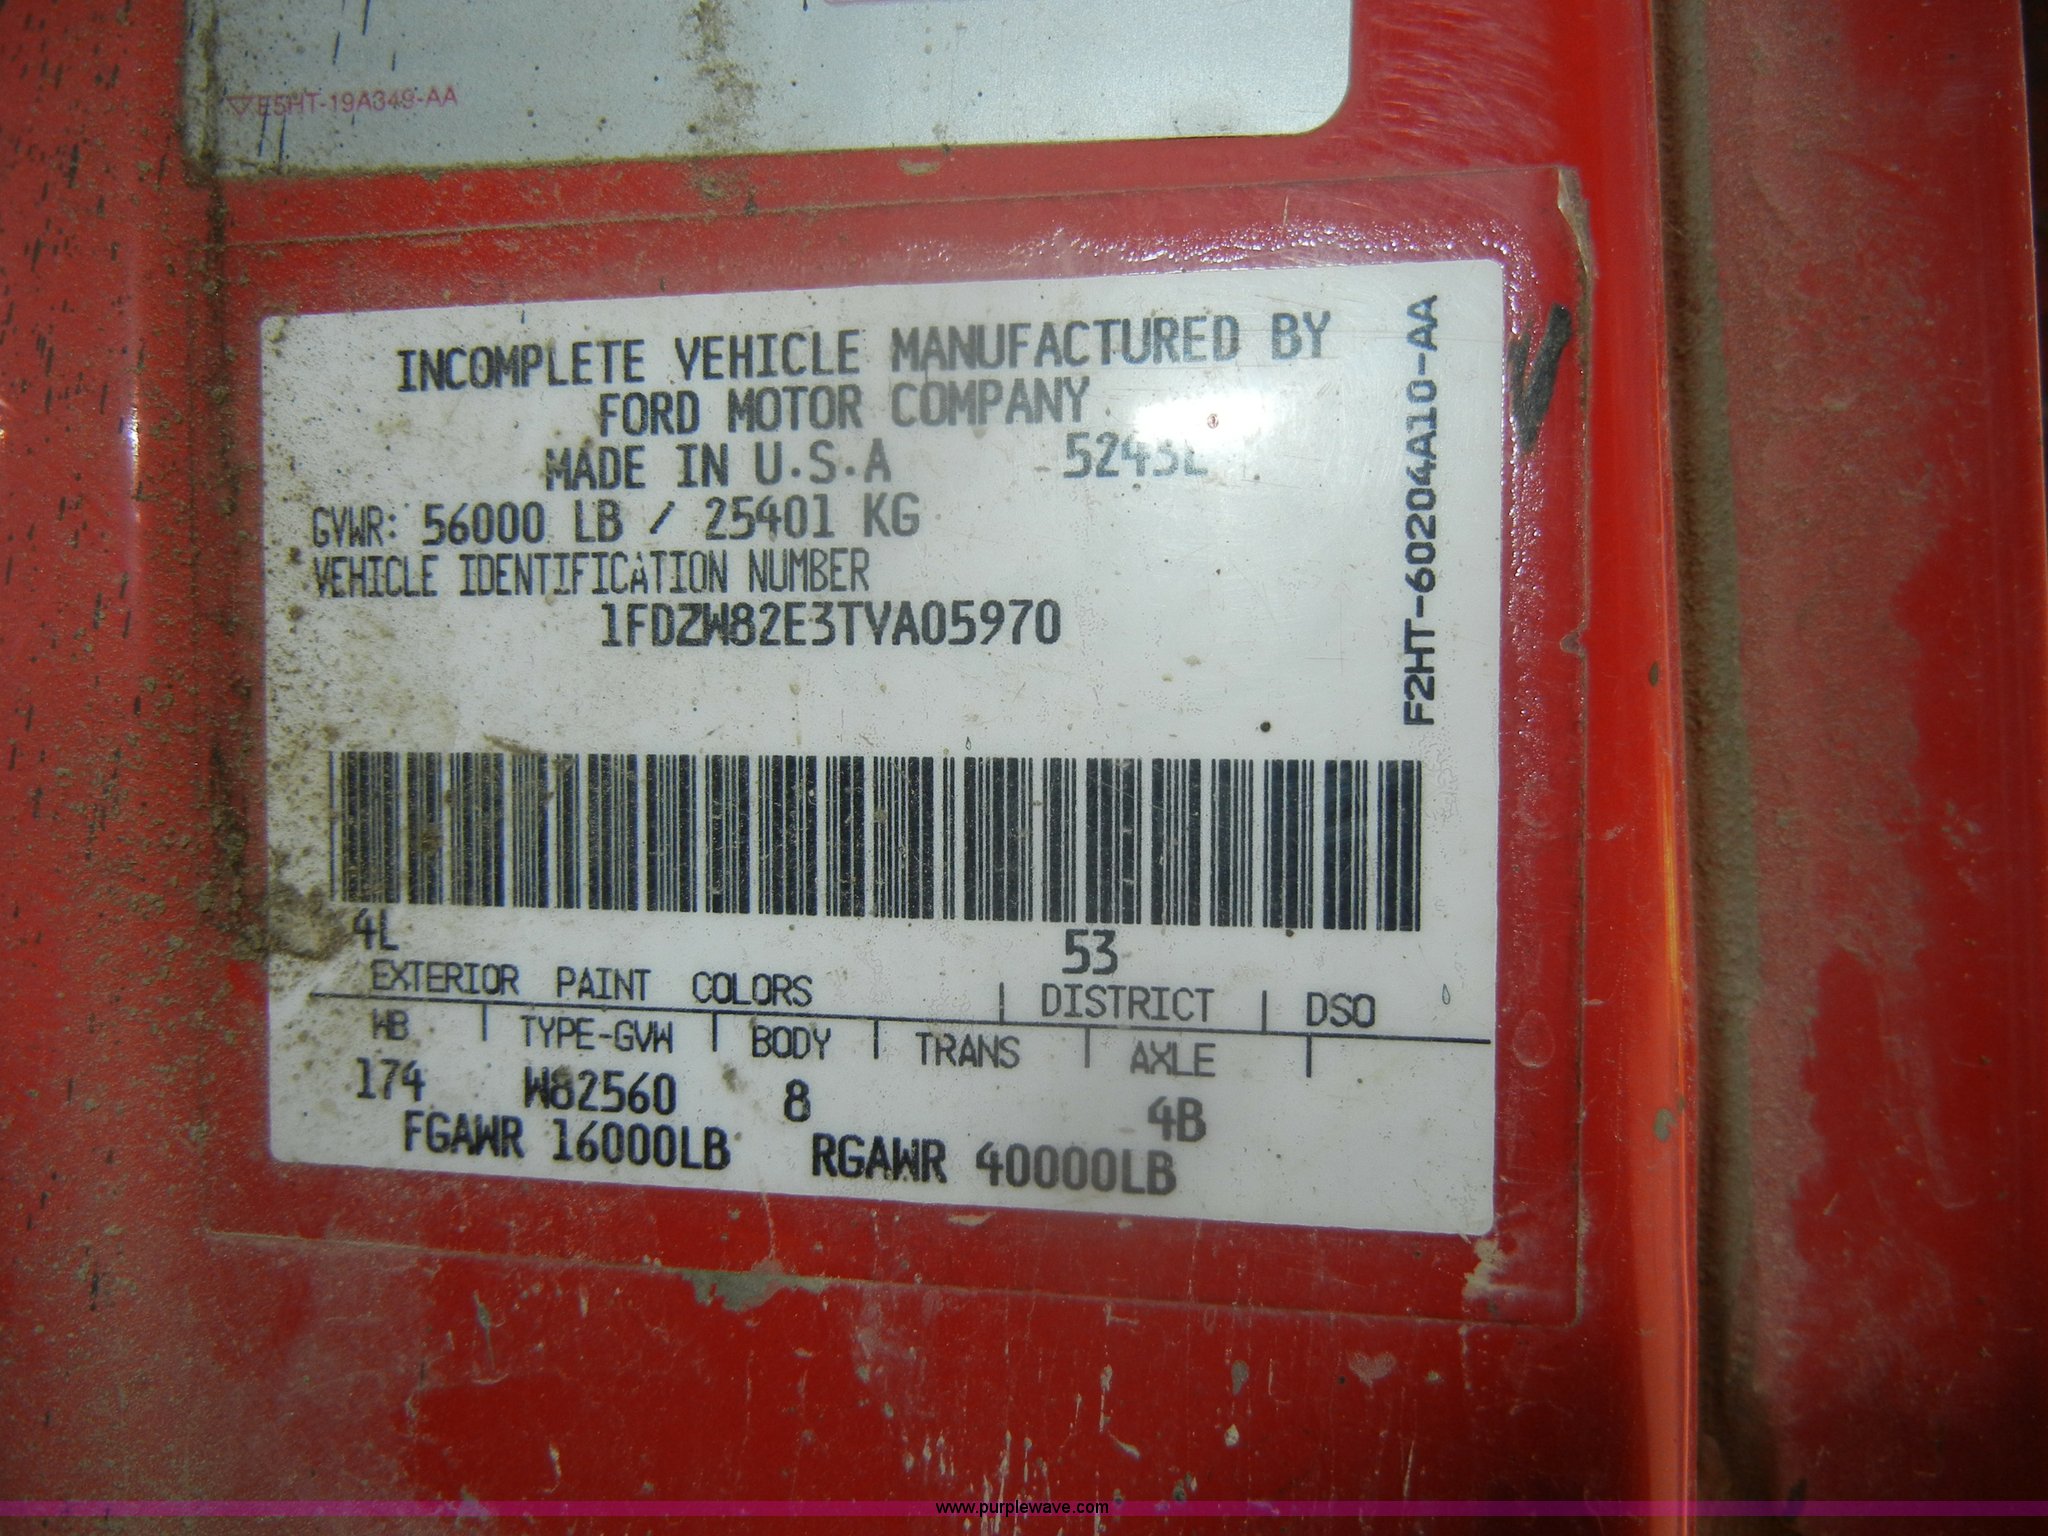 E5HT-19A349-AA
INCOMPLETE VEHICLE MANUFACTURED BY
FORD MOTOR COMPANY
MADE IN U.S.A
GVWR: 56000 LB / 25401 KG
VEHICLE IDENTIFICATION NUMBER
1FDZW82E3TVA05970
F2HT-60204A10-AA
4L 53
EXTERIOR PAINT COLORS | DISTRICT | DSO
WB | TYPE-GVW | BODY | TRANS | AXLE |
174 W82560 8 4B
FGAWR 16000LB RGAWR 40000LB
www.purplewave.com